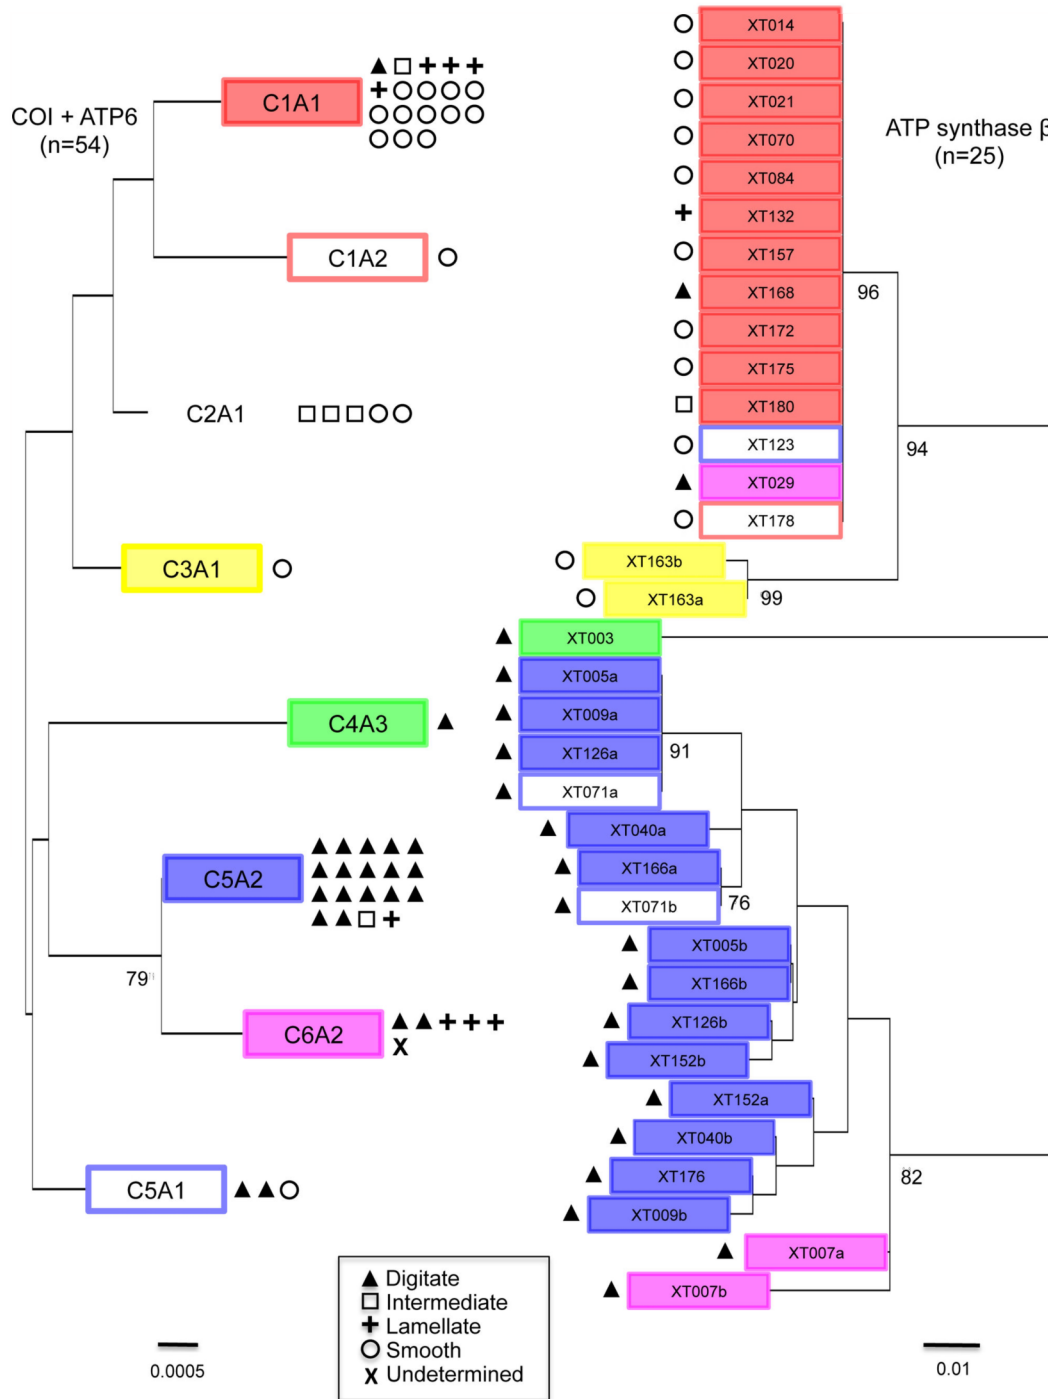 COI + ATP6
(n=54)
C1A1
C1A2
C2A1
C3A1
C4A3
C5A2
79
C6A2
X
C5A1
0.0005
Digitate
Intermediate
Lamellate
Smooth
X Undetermined
ATP synthase β
(n=25)
XT014
XT020
XT021
XT070
XT084
XT132
XT157
XT168
96
XT172
XT175
XT180
XT123
94
XT029
XT178
XT163b
XT163a
99
XT003
XT005a
XT009a
XT126a
91
XT071a
XT040a
XT166a
XT071b
76
XT005b
XT166b
XT126b
XT152b
XT152a
XT040b
XT176
82
XT009b
XT007a
XT007b
0.01